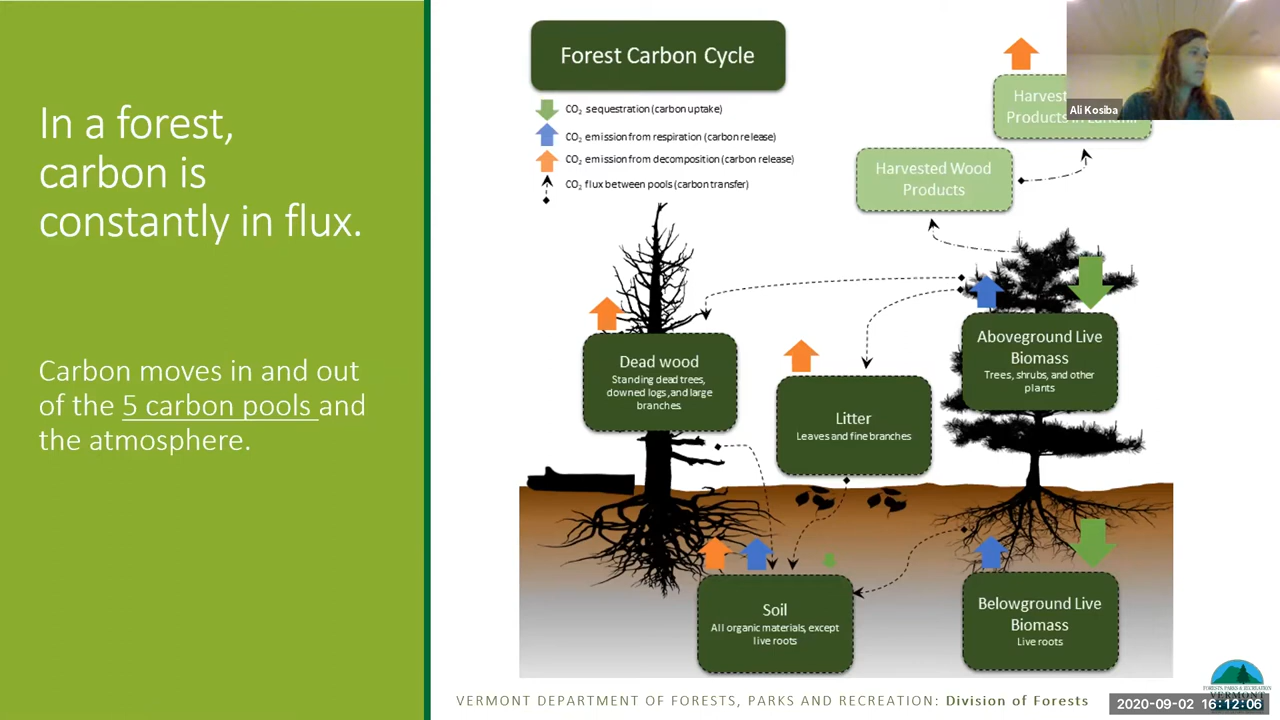 In a forest,
carbon is
constantly in flux.
Carbon moves in and out
of the 5 carbon pools and
the atmosphere.
Forest Carbon Cycle
CO₂ sequestration (carbon uptake)
CO₂ emission from respiration (carbon release)
CO₂ emission from decomposition (carbon release)
CO₂ flux between pools (carbon transfer)
Ali Kosiba
Products in
Harvested Wood
Products
Aboveground Live
Biomass
Trees, shrubs, and other
plants
Dead wood
Standing dead trees,
downed logs ,and large
branches.
Litter
Leaves and fine branches
Soil
All organic materials, except
live roots
Belowground Live
Biomass
Live roots
VERMONT DEPARTMENT OF FORESTS, PARKS AND RECREATION: Division of Forests
FORESTS, PARKS & RECREATION
VERMONT
2020-09-02 16:12:06